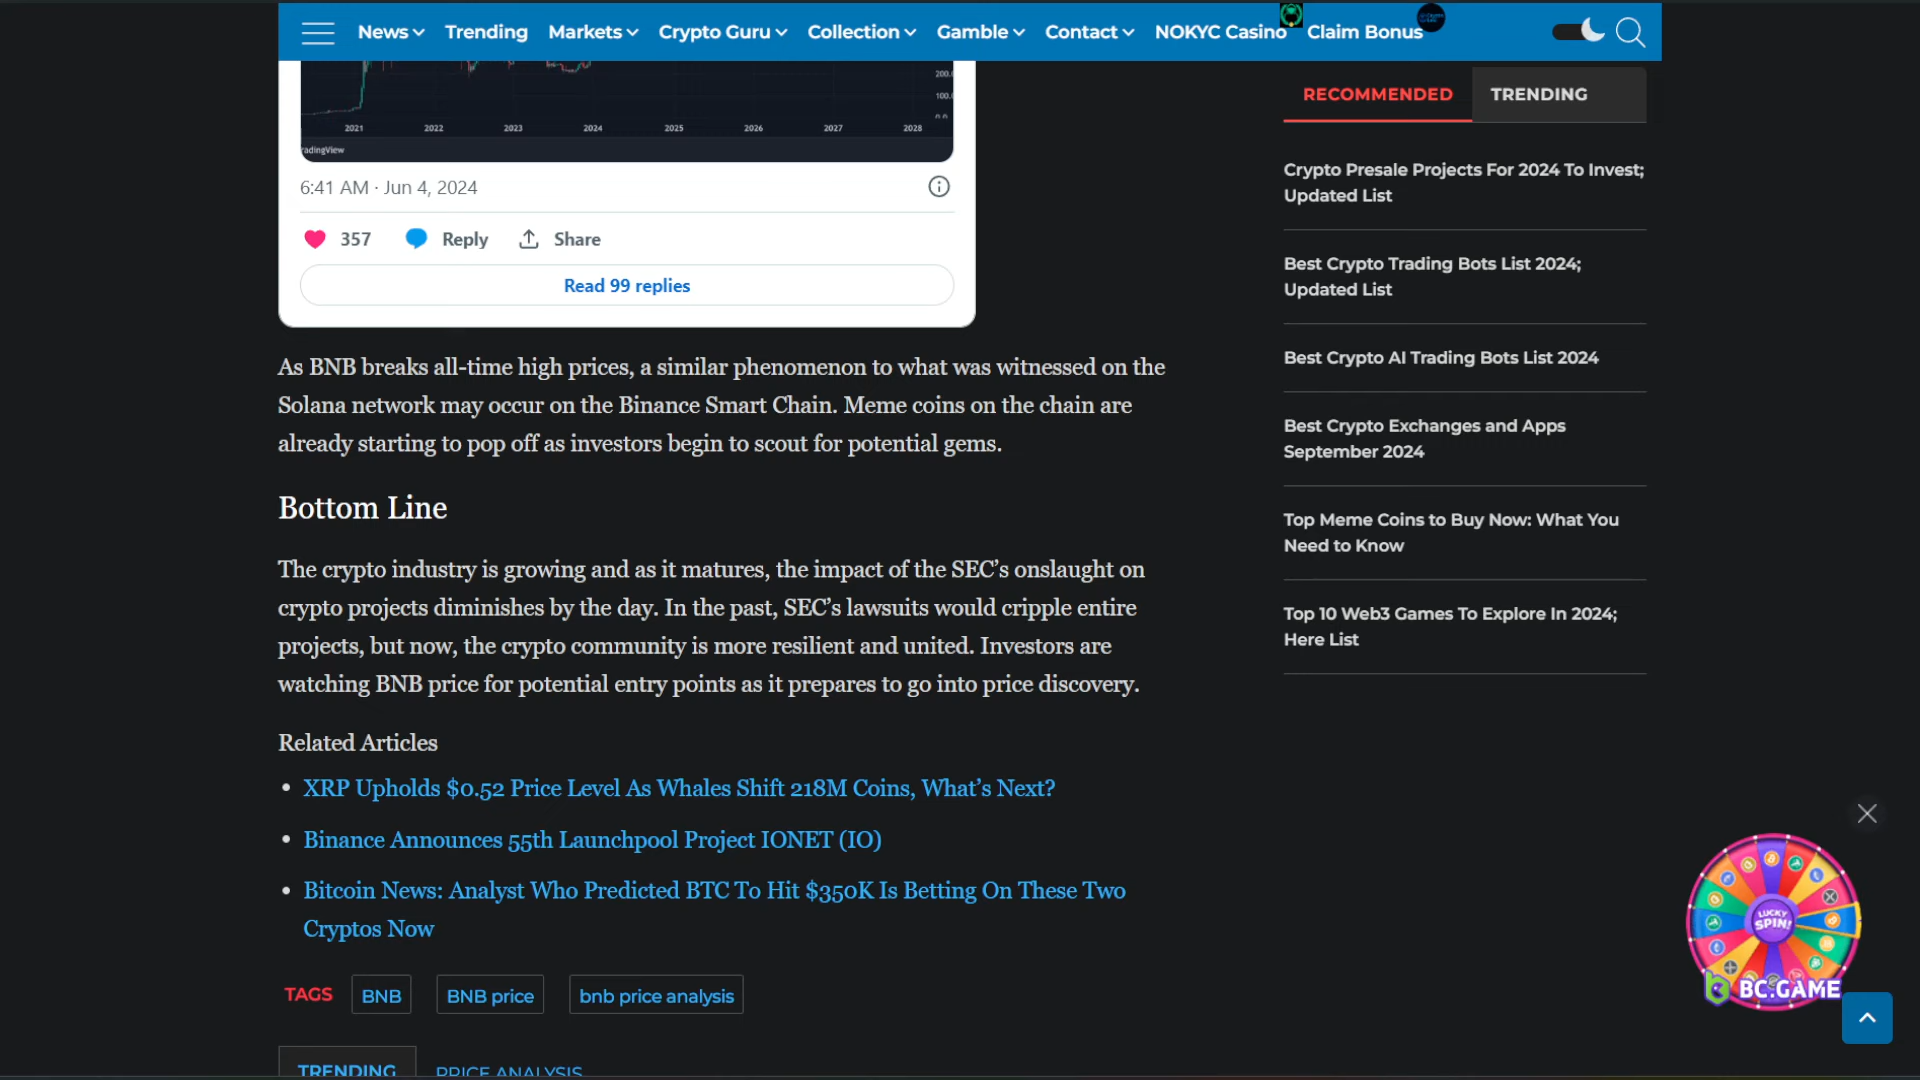 News
Trending
Markets
Crypto Guru
Collection
Gamble
Contact
NOKYC Casino
Claim Bonus
200.
100.
0.0
2021 2022 2023 2024 2025 2026 2027 2028
radingView
6:41 AM · Jun 4, 2024
357 Reply Share
Read 99 replies
As BNB breaks all-time high prices, a similar phenomenon to what was witnessed on the
Solana network may occur on the Binance Smart Chain. Meme coins on the chain are
already starting to pop off as investors begin to scout for potential gems.
Bottom Line
The crypto industry is growing and as it matures, the impact of the SEC’s onslaught on
crypto projects diminishes by the day. In the past, SEC’s lawsuits would cripple entire
projects, but now, the crypto community is more resilient and united. Investors are
watching BNB price for potential entry points as it prepares to go into price discovery.
Related Articles
• XRP Upholds $0.52 Price Level As Whales Shift 218M Coins, What’s Next?
• Binance Announces 55th Launchpool Project IONET (IO)
• Bitcoin News: Analyst Who Predicted BTC To Hit $350K Is Betting On These Two
Cryptos Now
TAGS BNB BNB price bnb price analysis
TRENDING PRICE ANALYSIS
RECOMMENDED TRENDING
Crypto Presale Projects For 2024 To Invest;
Updated List
Best Crypto Trading Bots List 2024;
Updated List
Best Crypto AI Trading Bots List 2024
Best Crypto Exchanges and Apps
September 2024
Top Meme Coins to Buy Now: What You
Need to Know
Top 10 Web3 Games To Explore In 2024;
Here List
LUCKY
SPIN!
BC.GAME